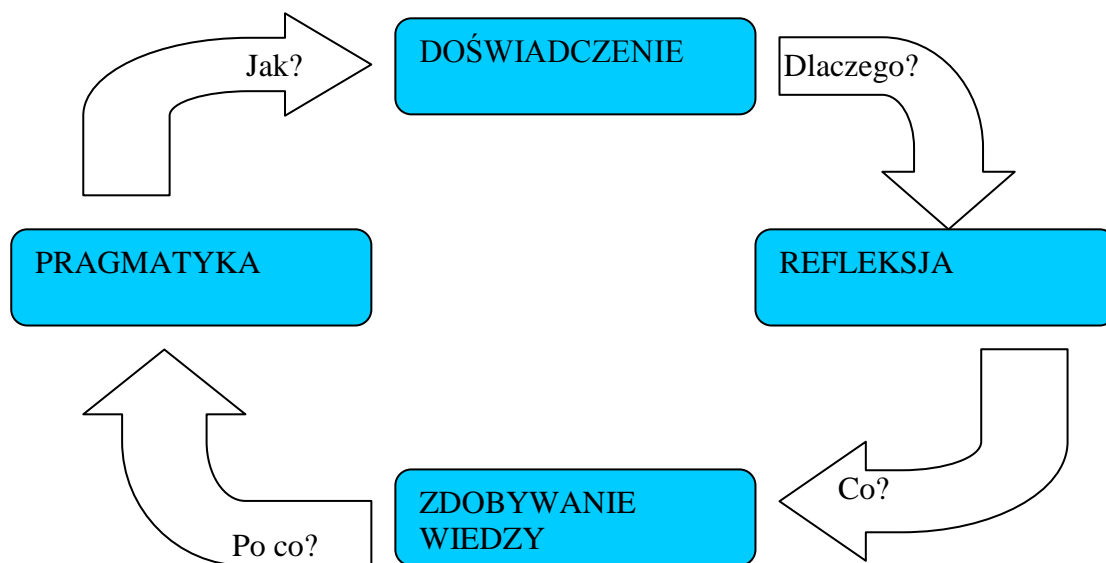 Jak?
DOŚWIADCZENIE
Dlaczego?
PRAGMATYKA
REFLEKSJA
Co?
ZDOBYWANIE
WIEDZY
Po co?